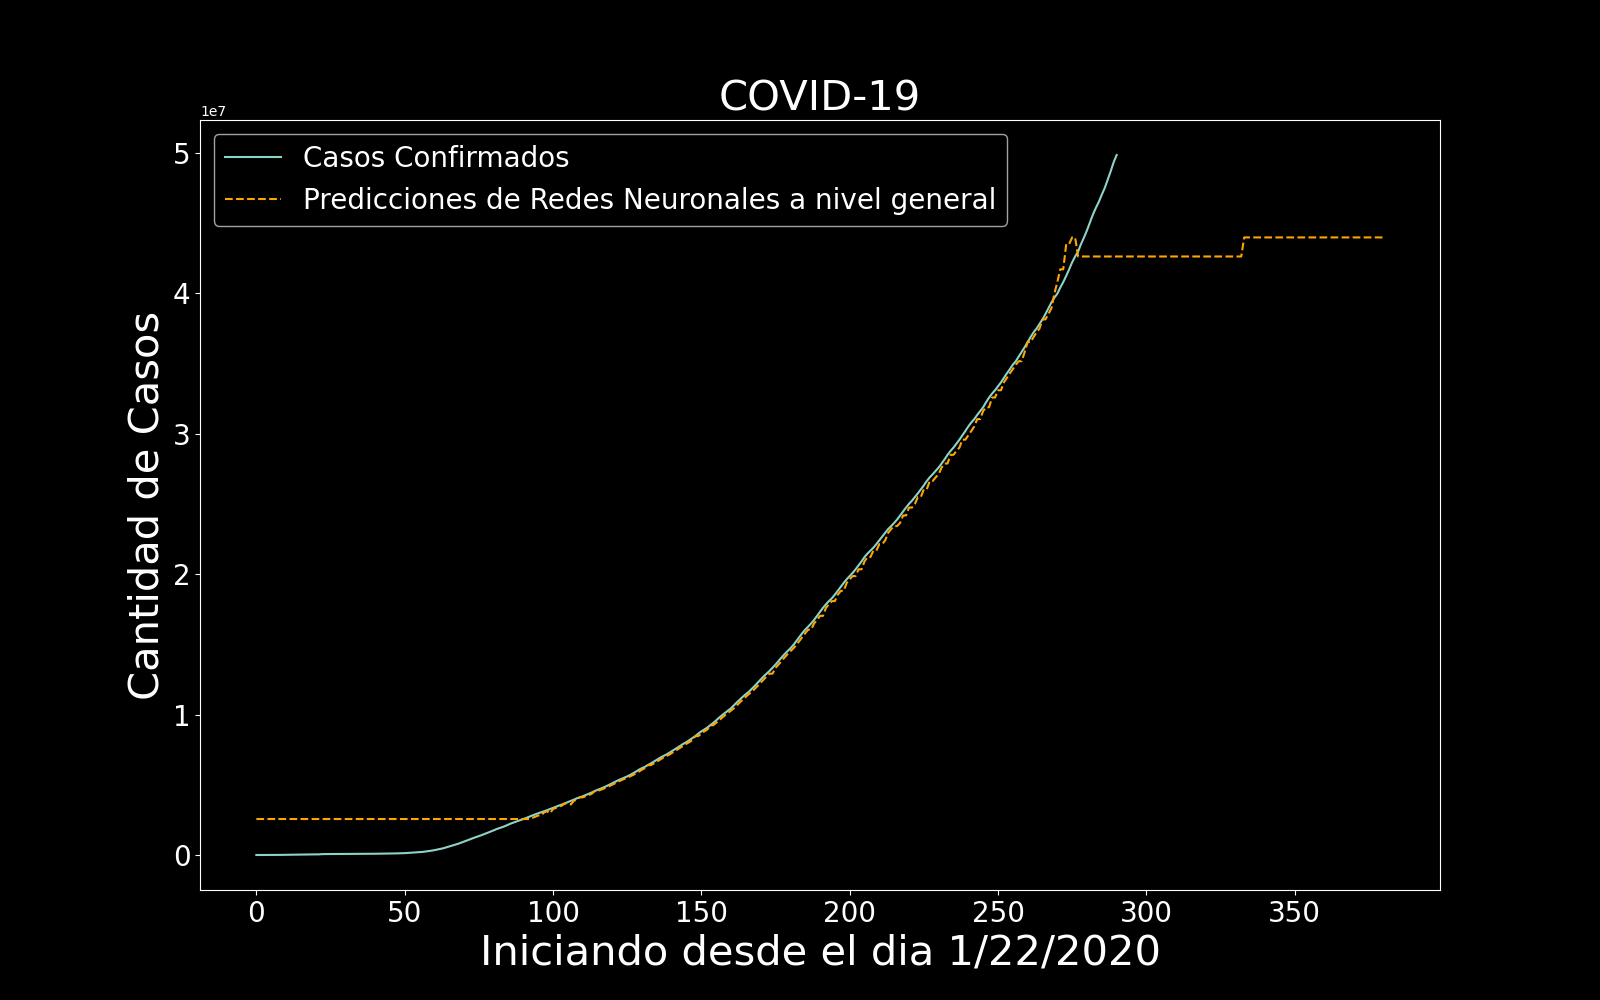 COVID-19
1e7
Casos Confirmados
Predicciones de Redes Neuronales a nivel general
5
4
3
2
1
0
Cantidad de Casos
0 50 100 150 200 250 300 350
Iniciando desde el dia 1/22/2020